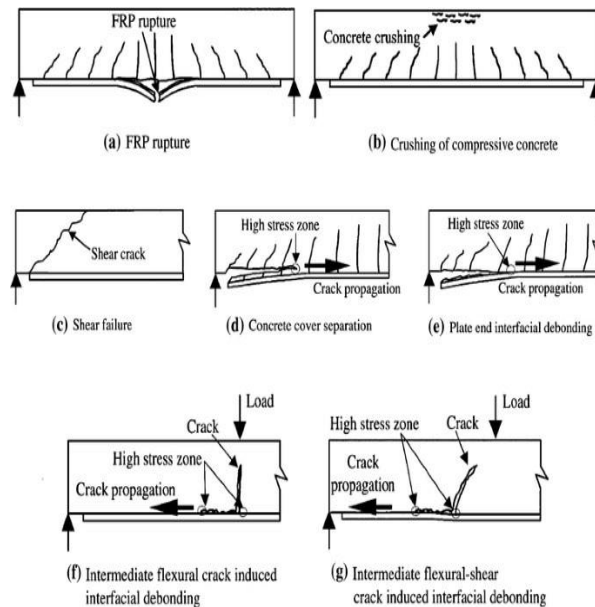 FRP rupture
(a) FRP rupture
Concrete crushing
(b) Crushing of compressive concrete
Shear crack
(c) Shear failure
High stress zone
Crack propagation
(d) Concrete cover separation
High stress zone
Crack propagation
(e) Plate end interfacial debonding
Load
Crack
High stress zone
Crack propagation
(f) Intermediate flexural crack induced
interfacial debonding
Load
High stress zone
Crack
Crack
propagation
(g) Intermediate flexural-shear
crack induced interfacial debonding